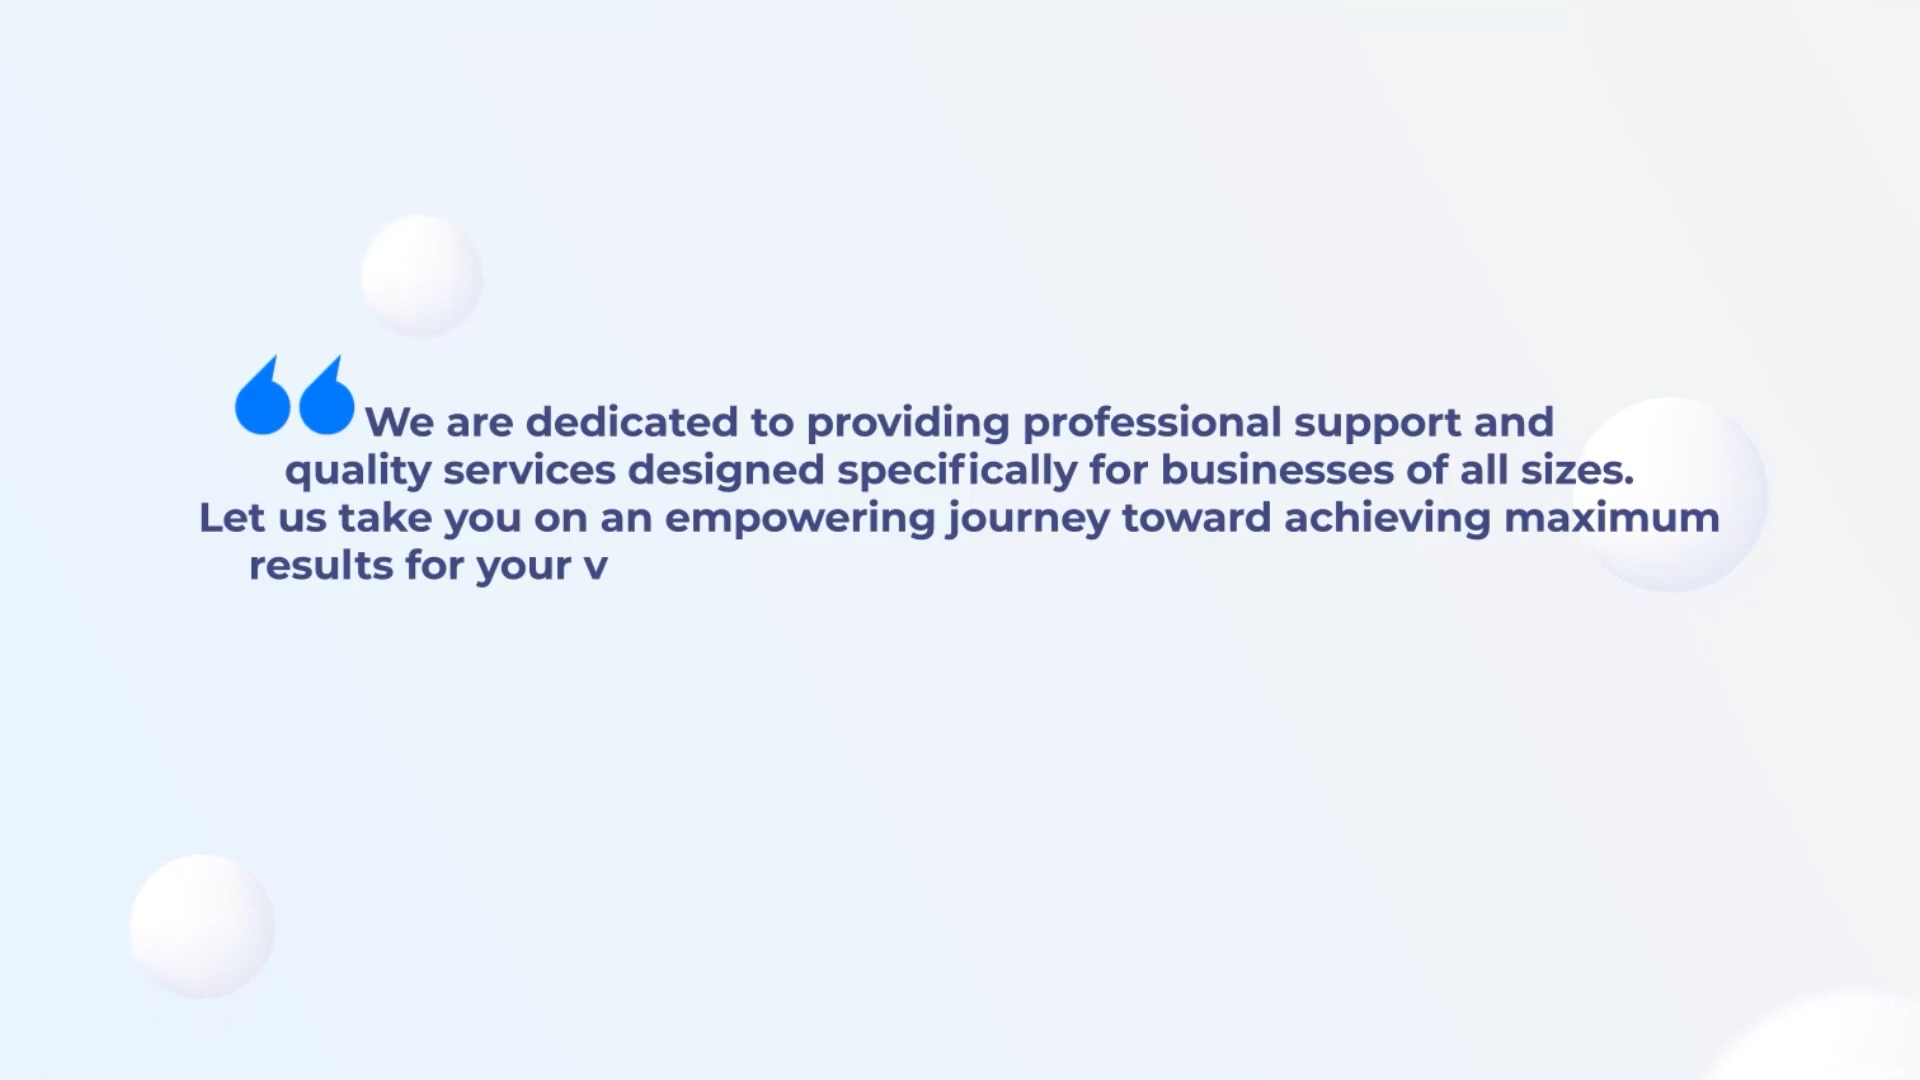 “We are dedicated to providing professional support and
quality services designed specifically for businesses of all sizes.
Let us take you on an empowering journey toward achieving maximum
results for your v